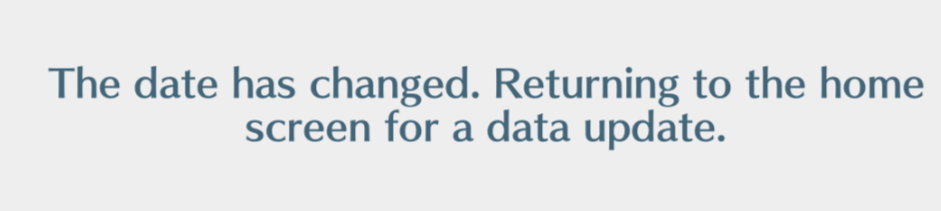 The date has changed. Returning to the home
screen for a data update.